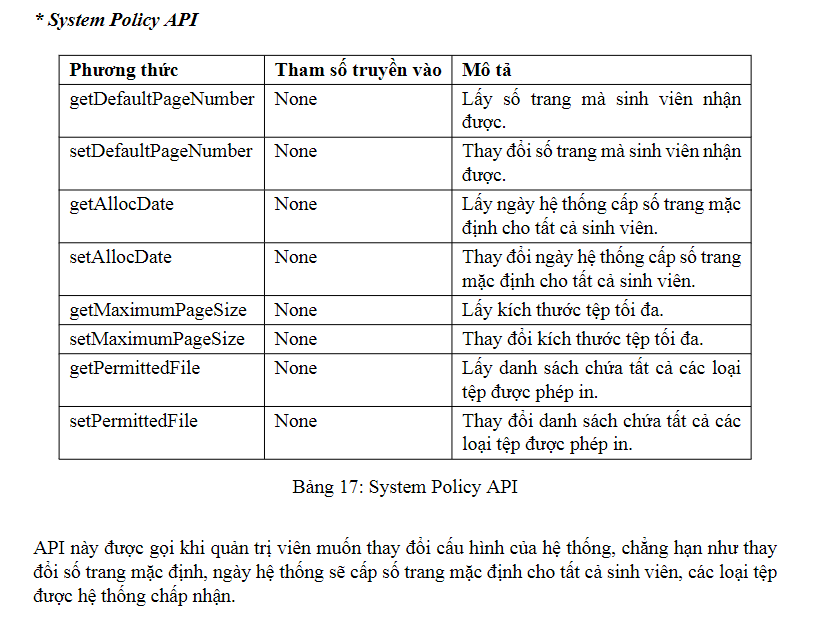 * System Policy API
Phương thức Tham số truyền vào Mô tả
getDefaultPageNumber None Lấy số trang mà sinh viên nhận
được.
setDefaultPageNumber None Thay đổi số trang mà sinh viên nhận
được.
getAllocDate None Lấy ngày hệ thống cấp số trang mặc
định cho tất cả sinh viên.
setAllocDate None Thay đổi ngày hệ thống cấp số trang
mặc định cho tất cả sinh viên.
getMaximumPageSize None Lấy kích thước tệp tối đa.
setMaximumPageSize None Thay đổi kích thước tệp tối đa.
getPermittedFile None Lấy danh sách chứa tất cả các loại
tệp được phép in.
setPermittedFile None Thay đổi danh sách chứa tất cả các
loại tệp được phép in.
Bảng 17: System Policy API
API này được gọi khi quản trị viên muốn thay đổi cấu hình của hệ thống, chẳng hạn như thay
đổi số trang mặc định, ngày hệ thống sẽ cấp số trang mặc định cho tất cả sinh viên, các loại tệp
được hệ thống chấp nhận.